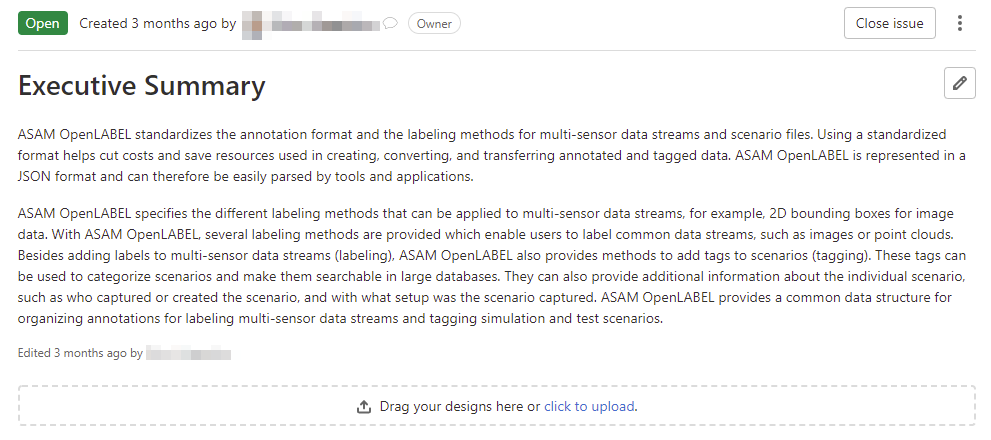 Open Created 3 months ago by Owner Close issue
Executive Summary
ASAM OpenLABEL standardizes the annotation format and the labeling methods for multi-sensor data streams and scenario files. Using a standardized
format helps cut costs and save resources used in creating, converting, and transferring annotated and tagged data. ASAM OpenLABEL is represented in a
JSON format and can therefore be easily parsed by tools and applications.
ASAM OpenLABEL specifies the different labeling methods that can be applied to multi-sensor data streams, for example, 2D bounding boxes for image
data. With ASAM OpenLABEL, several labeling methods are provided which enable users to label common data streams, such as images or point clouds.
Besides adding labels to multi-sensor data streams (labeling), ASAM OpenLABEL also provides methods to add tags to scenarios (tagging). These tags can
be used to categorize scenarios and make them searchable in large databases. They can also provide additional information about the individual scenario,
such as who captured or created the scenario, and with what setup was the scenario captured. ASAM OpenLABEL provides a common data structure for
organizing annotations for labeling multi-sensor data streams and tagging simulation and test scenarios.
Edited 3 months ago by
Drag your designs here or click to upload.